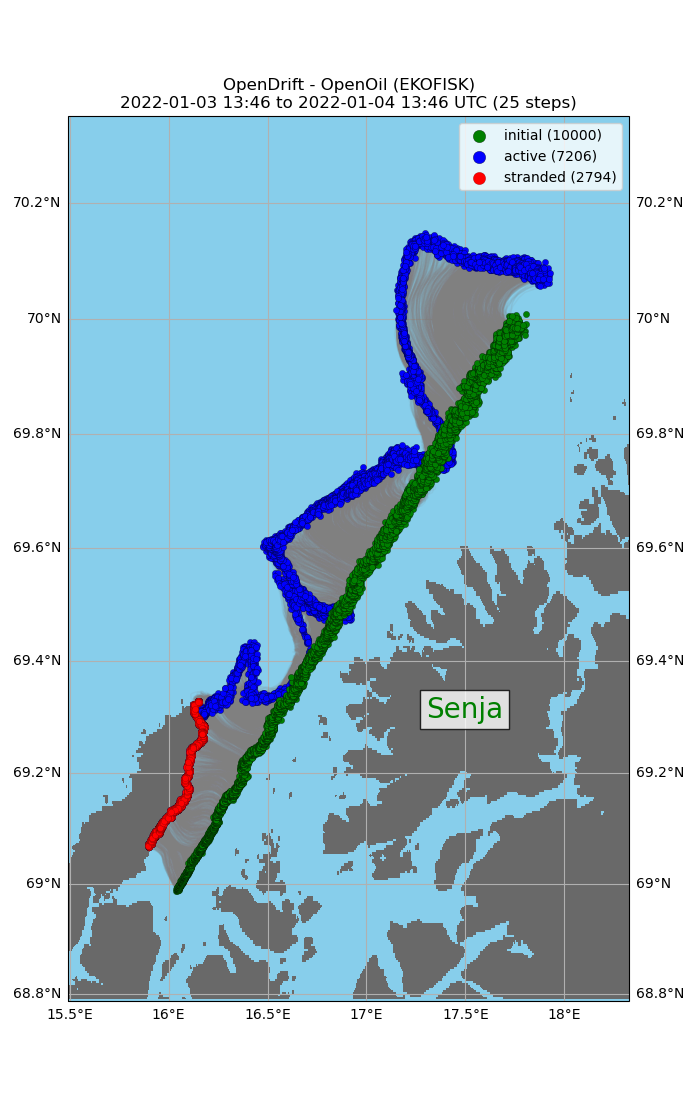 OpenDrift - OpenOil (EKOFISK)
2022-01-03 13:46 to 2022-01-04 13:46 UTC (25 steps)
initial (10000)
active (7206)
stranded (2794)
70.2°N 70.2°N
70°N 70°N
69.8°N 69.8°N
69.6°N 69.6°N
69.4°N 69.4°N
Senja
69.2°N 69.2°N
69°N 69°N
68.8°N 68.8°N
15.5°E 16°E 16.5°E 17°E 17.5°E 18°E